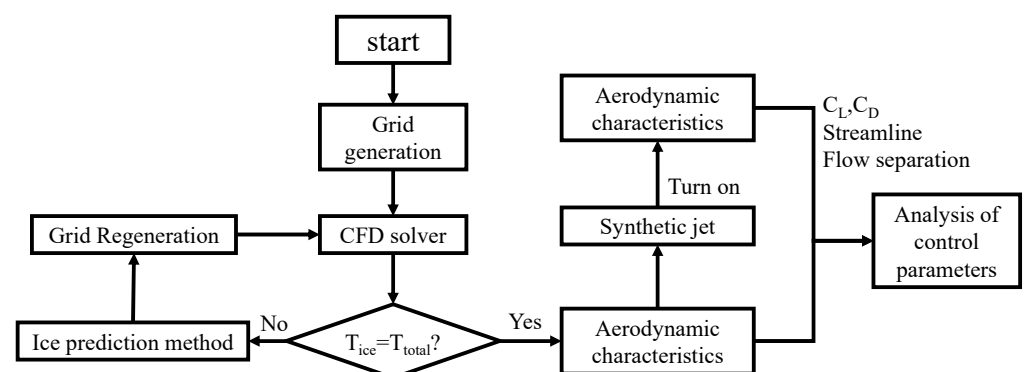 start
Grid
generation
CFD solver
Grid Regeneration
Ice prediction method
No
T_ice=T_total?
Yes
Aerodynamic
characteristics
Synthetic jet
Turn on
Aerodynamic
characteristics
C_L,C_D
Streamline
Flow separation
Analysis of
control
parameters